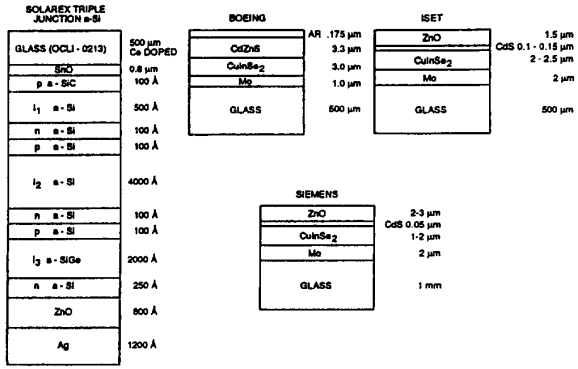 SOLAREX TRIPLE
JUNCTION a-Si
GLASS (OCLI - 0213)
500 µm
Ce DOPED
SnO
0.8 µm
p a - SiC
100 Å
i1 a - Si
500 Å
n a - Si
100 Å
p a - Si
100 Å
i2 a - Si
4000 Å
n a - Si
100 Å
p a - Si
100 Å
i3 a - SiGe
2000 Å
n a - Si
250 Å
ZnO
800 Å
Ag
1200 Å
BOEING
AR .175 µm
CdZnS
3.3 µm
CuInSe2
3.0 µm
Mo
1.0 µm
GLASS
500 µm
ISET
ZnO
1.5 µm
CdS 0.1 - 0.15 µm
CuInSe2
2 - 2.5 µm
Mo
2 µm
GLASS
500 µm
SIEMENS
ZnO
2-3 µm
CdS 0.05 µm
CuInSe2
1-2 µm
Mo
2 µm
GLASS
1 mm